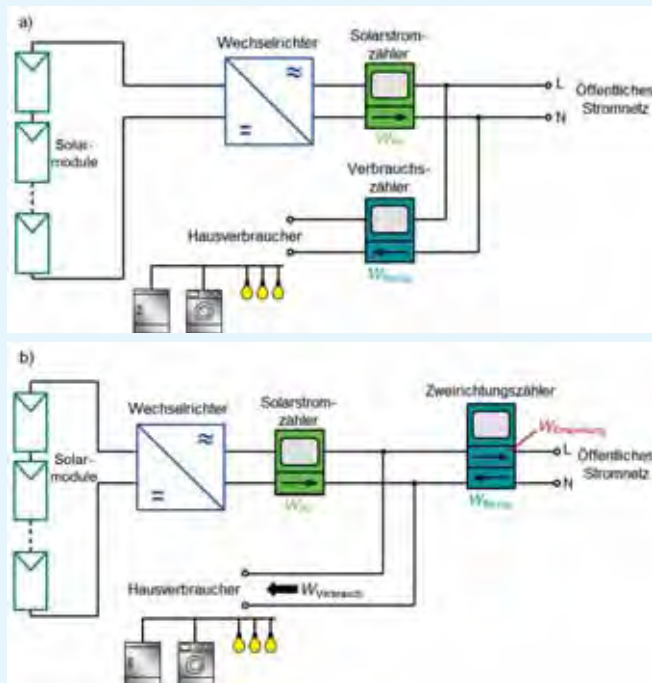 a)
Solarstrom-
zähler
Wechselrichter
L
Öffentliches
N
Stromnetz
Solar-
module
Verbrauchs-
zähler
Hausverbraucher
W
b)
Zweirichtungszähler
Solarstrom-
zähler
Wechselrichter
L
Öffentliches
N
Stromnetz
Solar-
module
Hausverbraucher
W Verbrauch